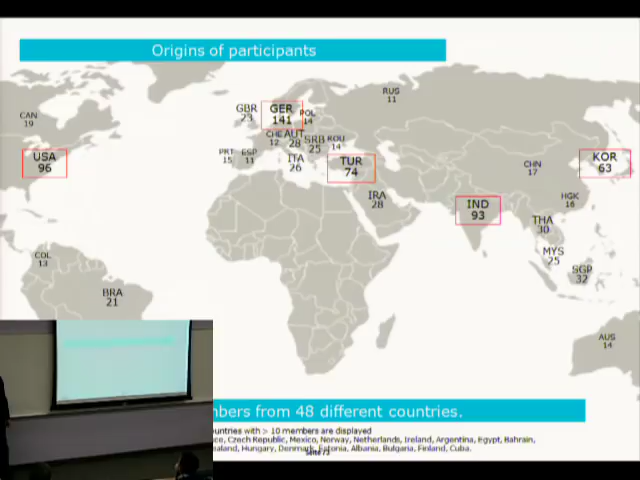 Origins of participants
RUS
11
CAN
19
GBR
23
GER
141
POL
14
CHE
12
AUT
28
SRB
25
ROU
14
PRT
15
ESP
11
ITA
26
USA
96
TUR
74
KOR
63
CHN
17
IRA
28
IND
93
HGK
16
THA
30
MYS
25
SGP
32
COL
13
BRA
21
AUS
14
mbers from 48 different countries.
ountries with > 10 members are displayed
ce, Czech Republic, Mexico, Norway, Netherlands, Ireland, Argentina, Egypt, Bahrain,
ealand, Hungary, Denmark, Estonia, Albania, Bulgaria, Finland, Cuba.